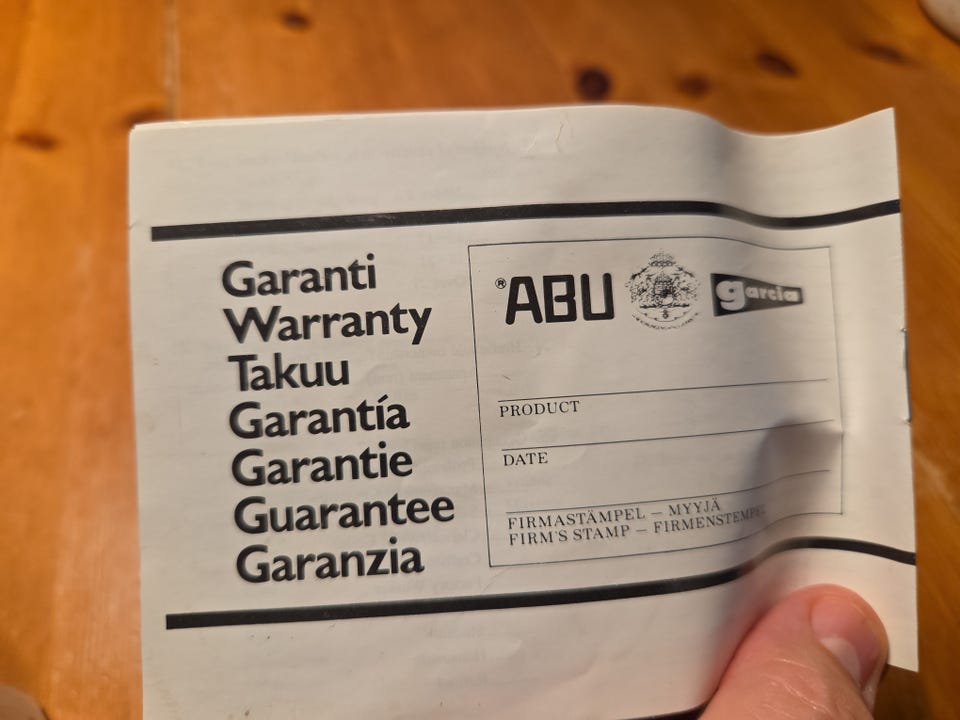 Garanti
Warranty
Takuu
Garantía
Garantie
Guarantee
Garanzia
®ABU garcia
PRODUCT
DATE
FIRMASTÄMPEL – MYYJÄ
FIRM'S STAMP – FIRMENSTEMPEL